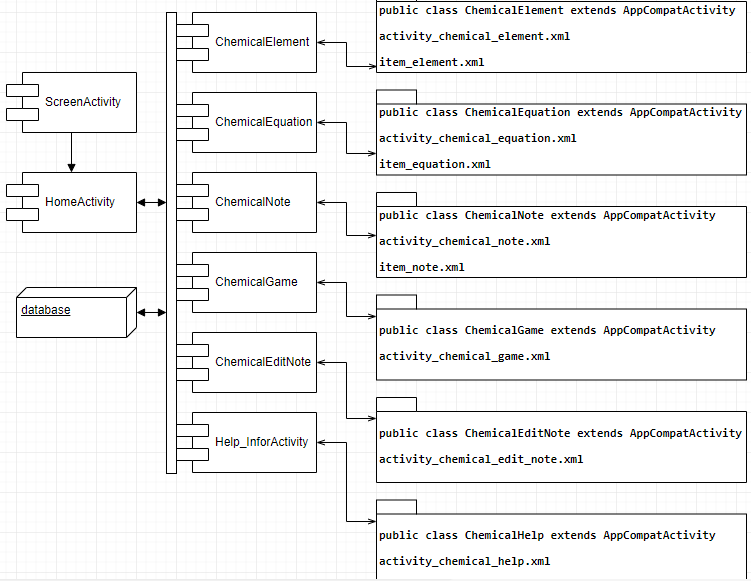 ScreenActivity
HomeActivity
database
ChemicalElement
ChemicalEquation
ChemicalNote
ChemicalGame
ChemicalEditNote
Help_InforActivity
public class ChemicalElement extends AppCompatActivity
activity_chemical_element.xml
item_element.xml
public class ChemicalEquation extends AppCompatActivity
activity_chemical_equation.xml
item_equation.xml
public class ChemicalNote extends AppCompatActivity
activity_chemical_note.xml
item_note.xml
public class ChemicalGame extends AppCompatActivity
activity_chemical_game.xml
public class ChemicalEditNote extends AppCompatActivity
activity_chemical_edit_note.xml
public class ChemicalHelp extends AppCompatActivity
activity_chemical_help.xml